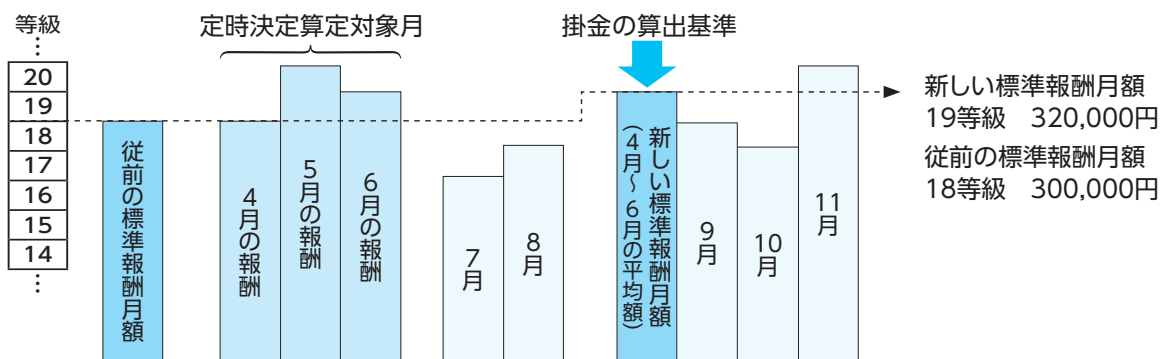 等級
⋮
20
19
18
17
16
15
14
⋮
定時決定算定対象月
掛金の算出基準
従前の標準報酬月額
4月の報酬
5月の報酬
6月の報酬
7月
8月
新しい標準報酬月額
(4月〜6月の平均額)
9月
10月
11月
新しい標準報酬月額
19等級 320,000円
従前の標準報酬月額
18等級 300,000円